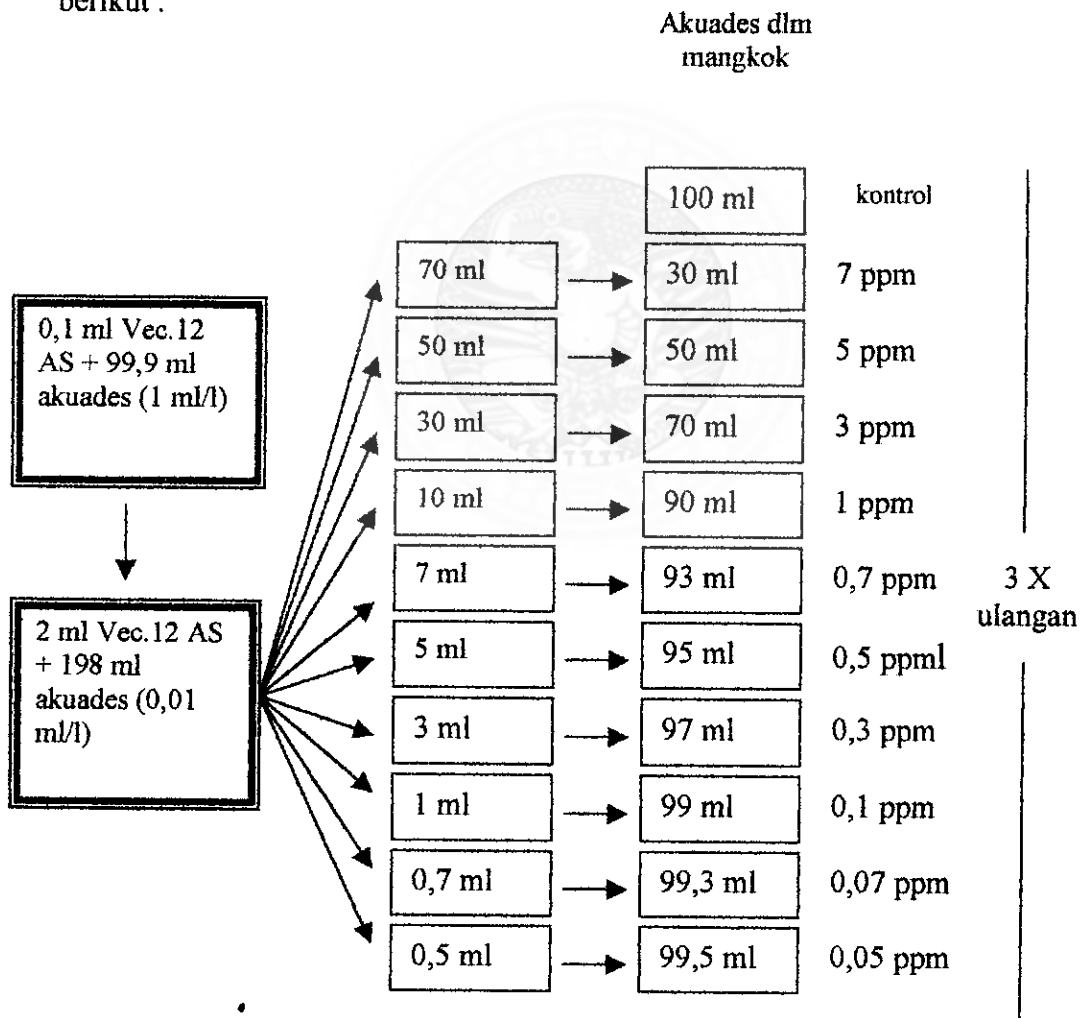 berikut :
Akuades dlm
mangkok
100 ml kontrol
70 ml 30 ml 7 ppm
0,1 ml Vec.12
AS + 99,9 ml
akuades (1 ml/l)
50 ml 50 ml 5 ppm
30 ml 70 ml 3 ppm
10 ml 90 ml 1 ppm
7 ml 93 ml 0,7 ppm
3 X
ulangan
2 ml Vec.12 AS
+ 198 ml
akuades (0,01
ml/l)
5 ml 95 ml 0,5 ppml
3 ml 97 ml 0,3 ppm
1 ml 99 ml 0,1 ppm
0,7 ml 99,3 ml 0,07 ppm
0,5 ml 99,5 ml 0,05 ppm